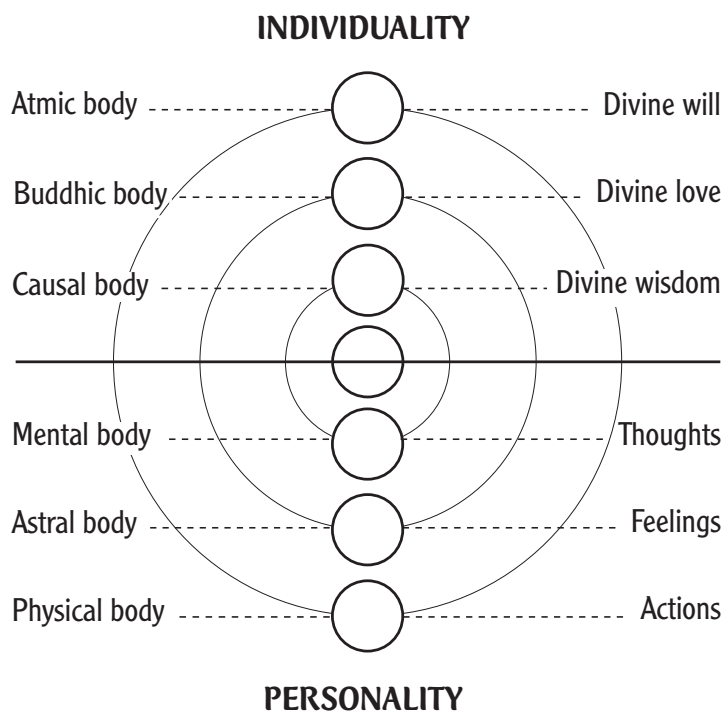 INDIVIDUALITY
Atmic body Divine will
Buddhic body Divine love
Causal body Divine wisdom
Mental body Thoughts
Astral body Feelings
Physical body Actions
PERSONALITY